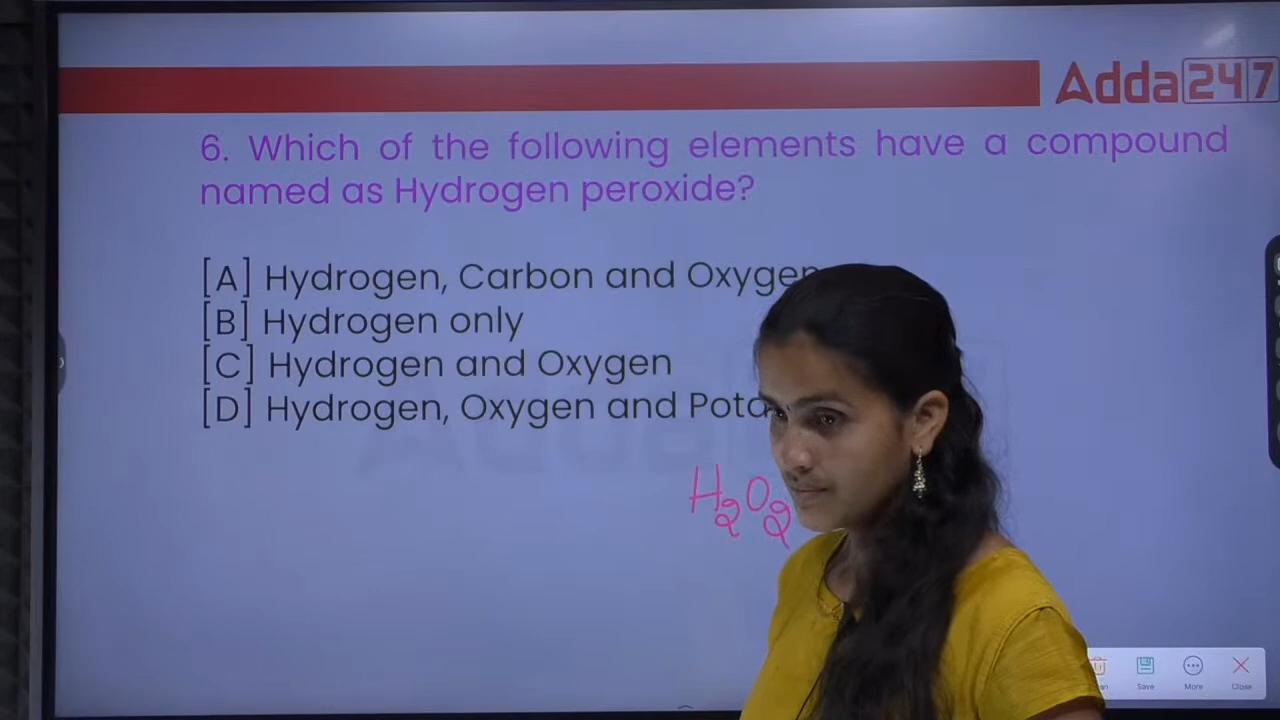 Adda247
6. Which of the following elements have a compound
named as Hydrogen peroxide?
[A] Hydrogen, Carbon and Oxygen
[B] Hydrogen only
[C] Hydrogen and Oxygen
[D] Hydrogen, Oxygen and
H2O2
Save More Close